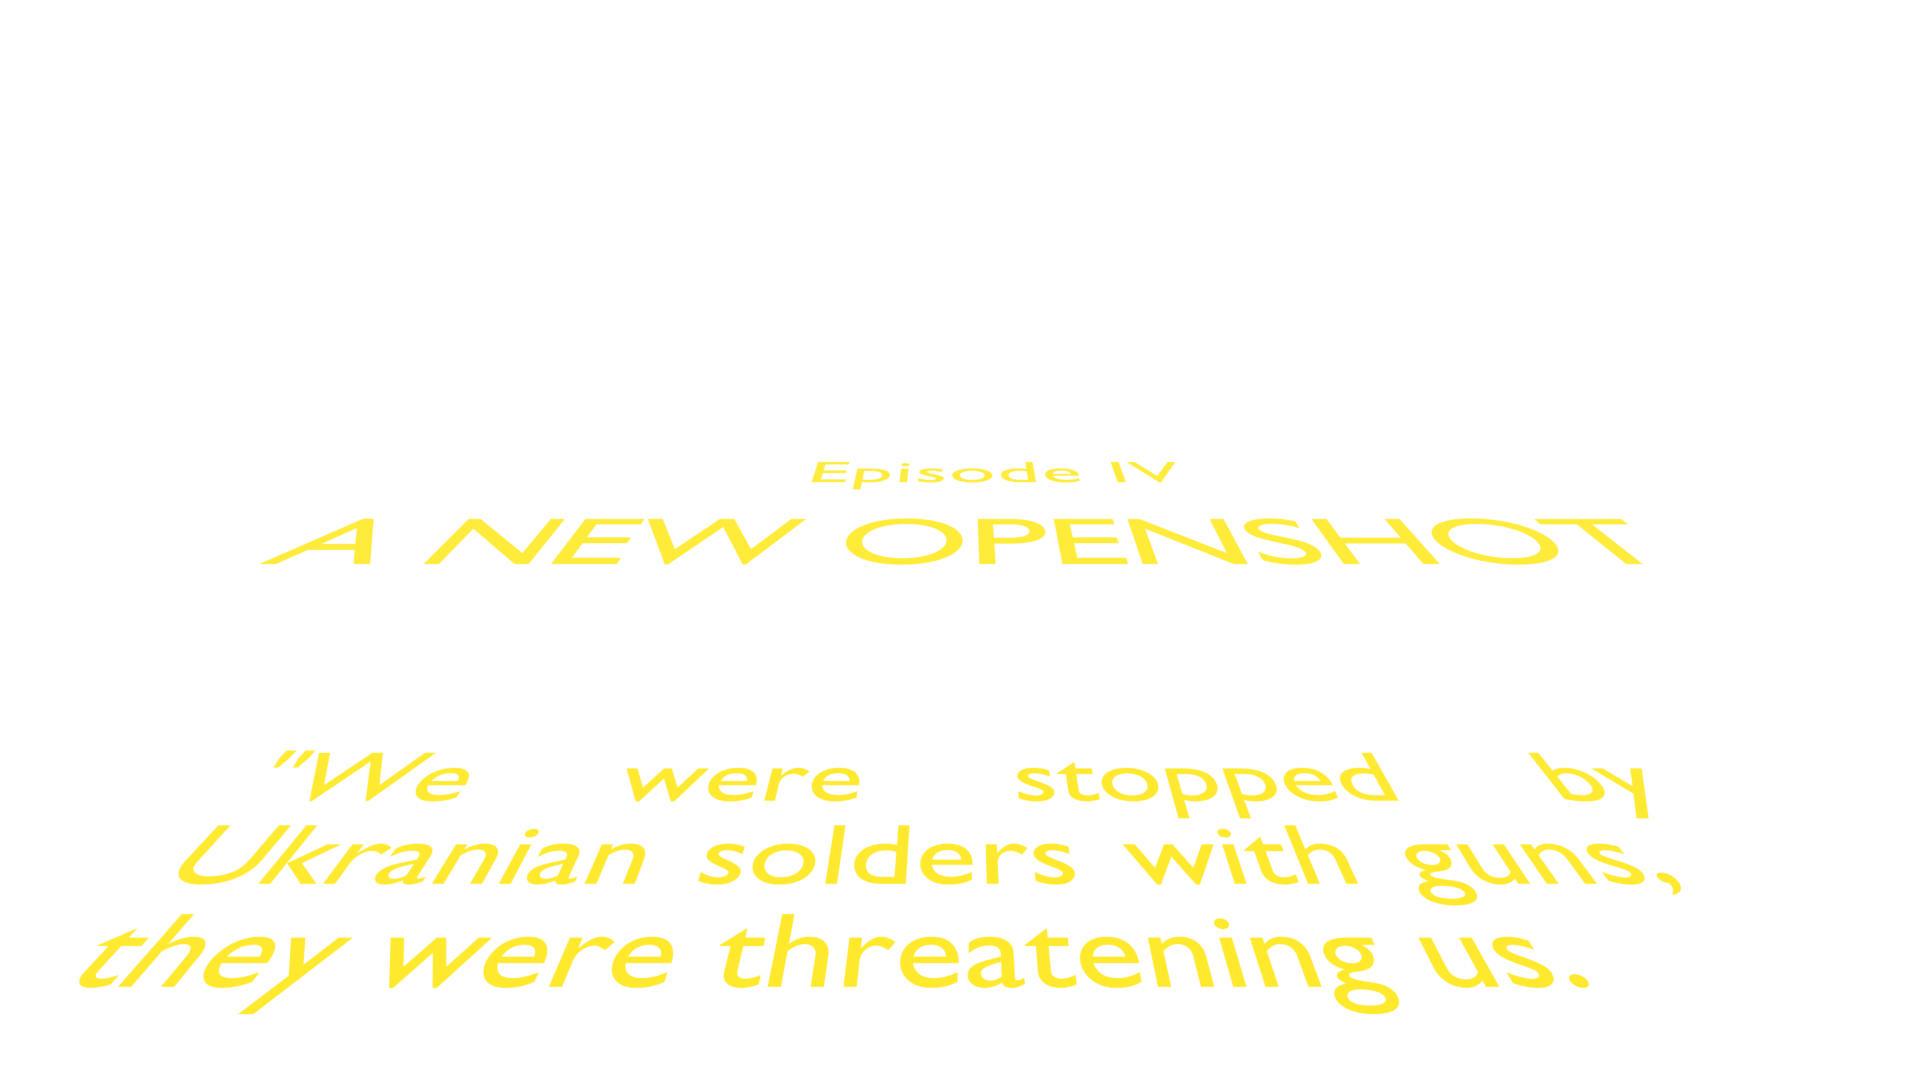 Episode IV
A NEW OPENSHOT
"We were stopped by
Ukranian solders with guns,
they were threatening us.